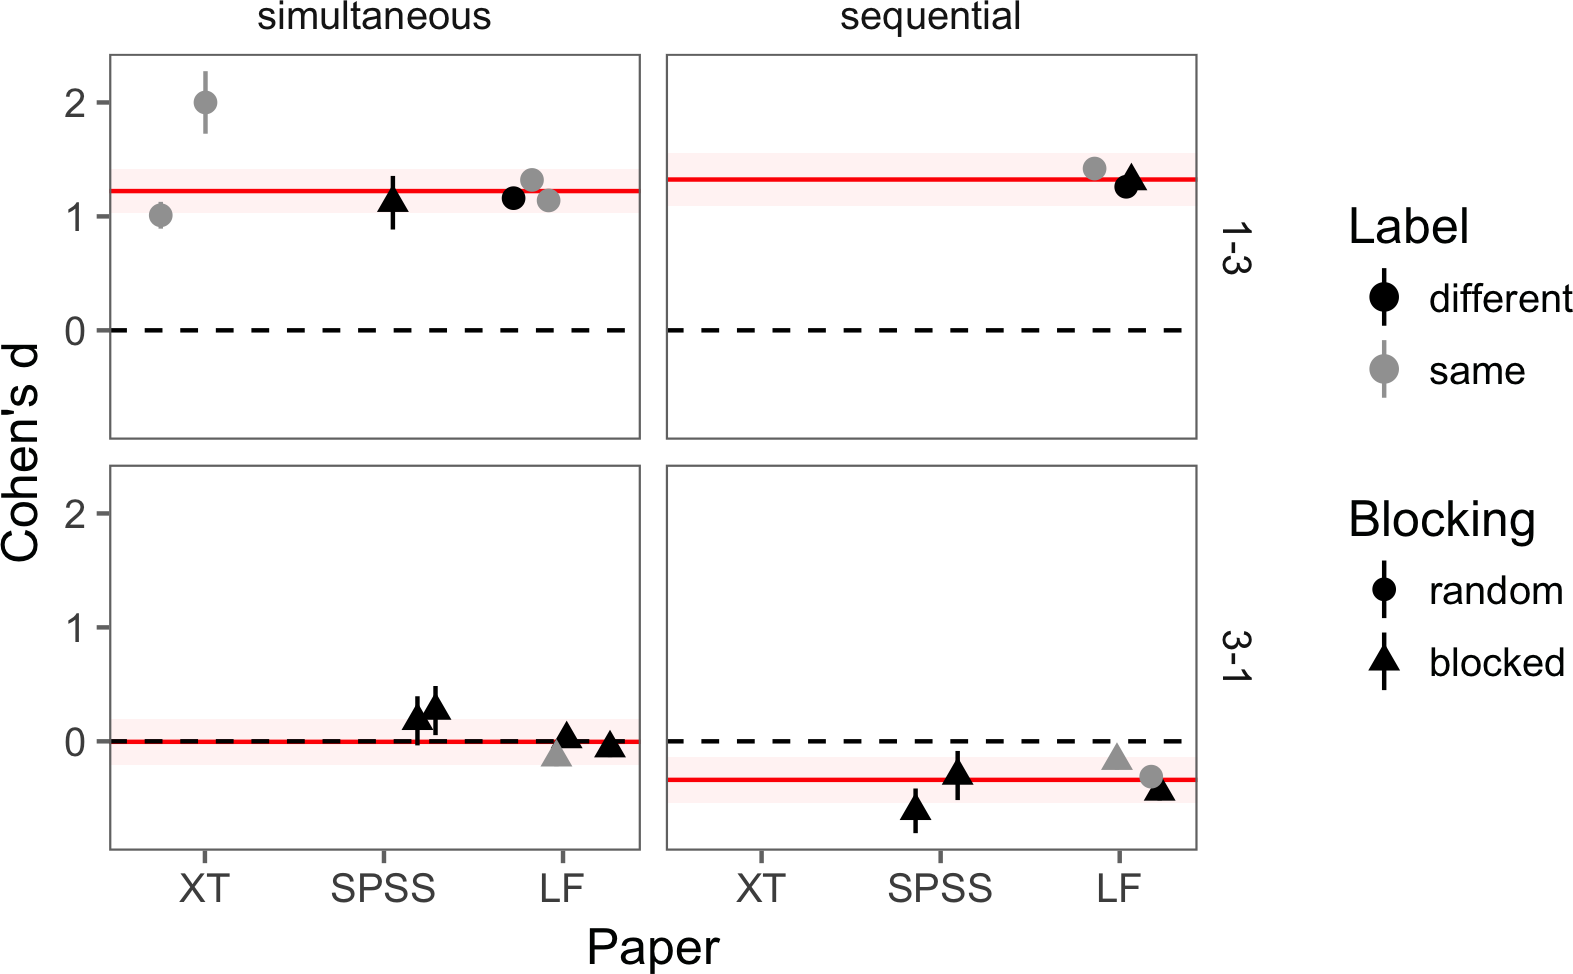 simultaneous
sequential
2
1
0
1-3
2
1
0
3-1
Cohen's d
XT
SPSS
LF
XT
SPSS
LF
Paper
Label
different
same
Blocking
random
blocked